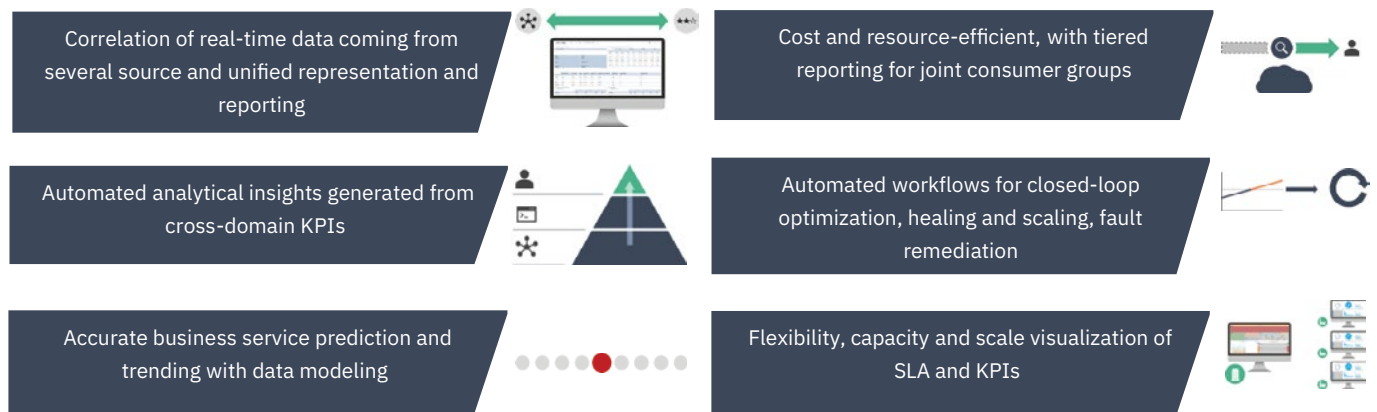 Correlation of real-time data coming from
several source and unified representation and
reporting
Cost and resource-efficient, with tiered
reporting for joint consumer groups
Automated analytical insights generated from
cross-domain KPIs
Automated workflows for closed-loop
optimization, healing and scaling, fault
remediation
Accurate business service prediction and
trending with data modeling
Flexibility, capacity and scale visualization of
SLA and KPIs